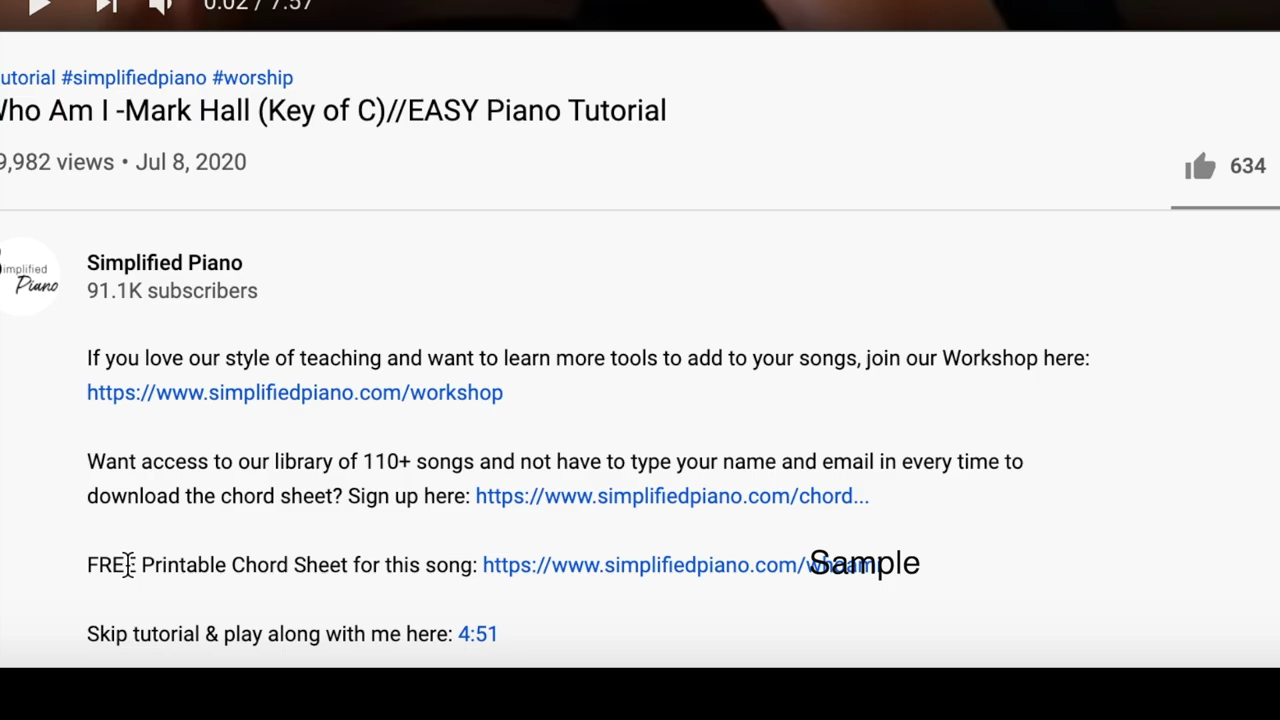 0:02 / 7:57
utorial #simplifiedpiano #worship
Who Am I -Mark Hall (Key of C)//EASY Piano Tutorial
9,982 views • Jul 8, 2020
634
Simplified Piano
Simplified
Piano
91.1K subscribers
If you love our style of teaching and want to learn more tools to add to your songs, join our Workshop here:
https://www.simplifiedpiano.com/workshop
Want access to our library of 110+ songs and not have to type your name and email in every time to
download the chord sheet? Sign up here: https://www.simplifiedpiano.com/chord...
FREE Printable Chord Sheet for this song: https://www.simplifiedpiano.com/
Sample
Skip tutorial & play along with me here: 4:51